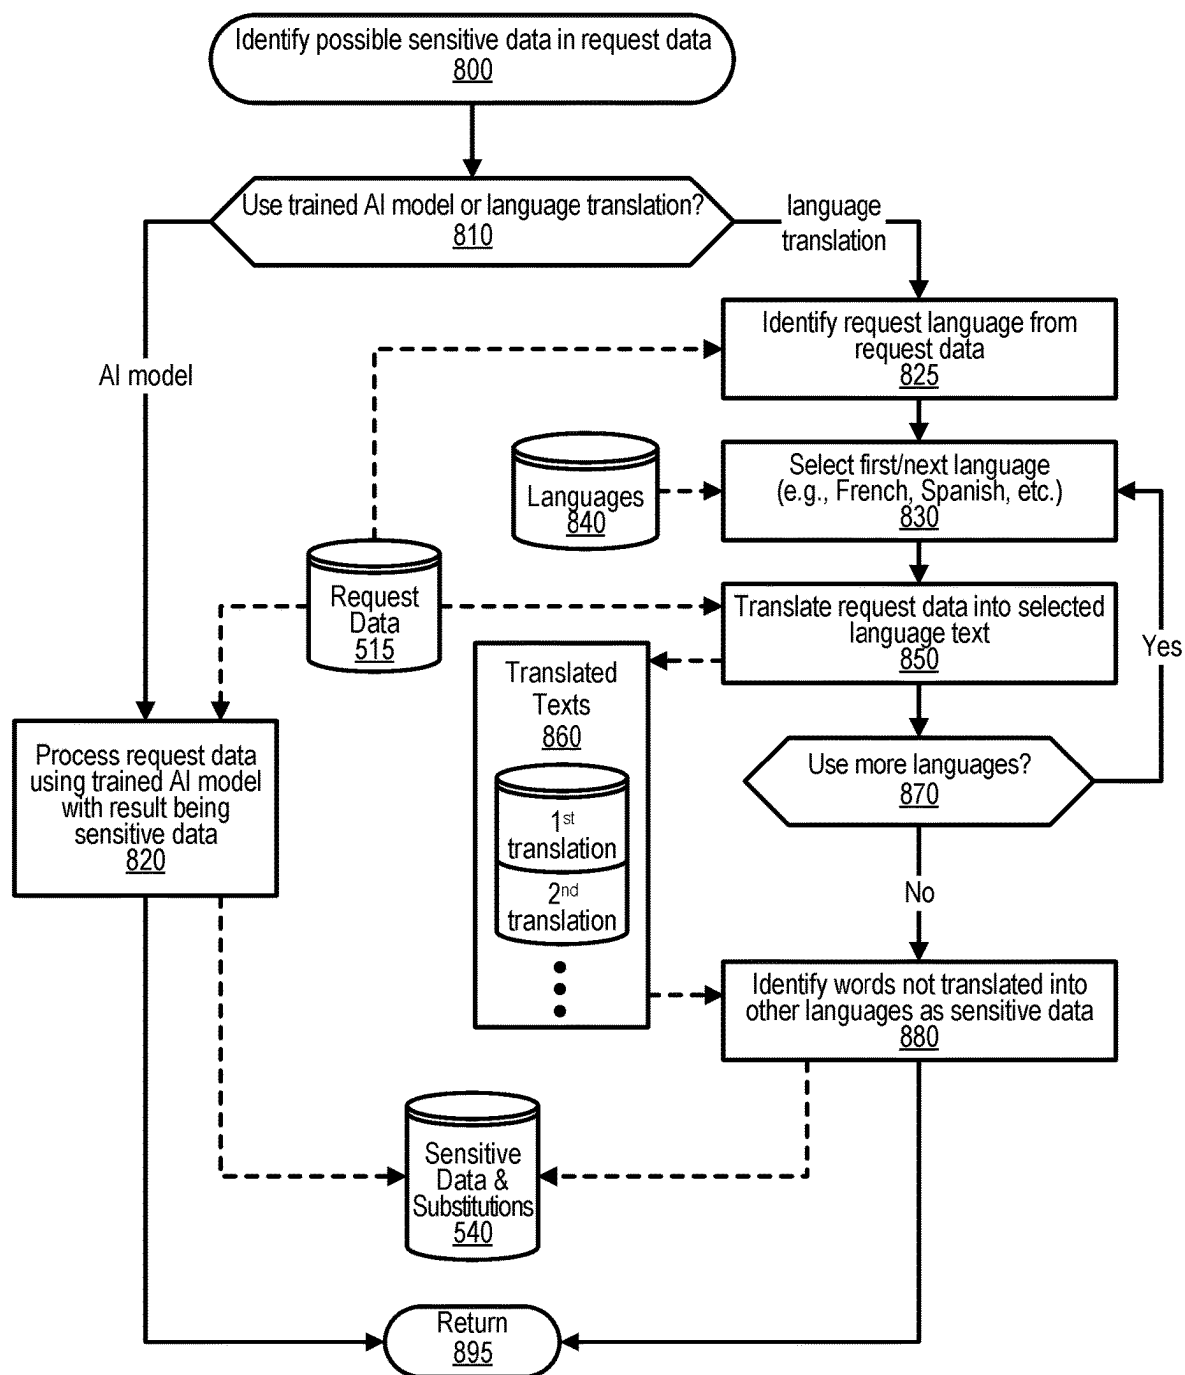 Identify possible sensitive data in request data
800
Use trained AI model or language translation?
810
language
translation
AI model
Identify request language from
request data
825
Languages
840
Select first/next language
(e.g., French, Spanish, etc.)
830
Request
Data
515
Translate request data into selected
language text
850
Yes
Translated
Texts
860
1st
translation
2nd
translation
Use more languages?
870
No
Process request data
using trained AI model
with result being
sensitive data
820
Identify words not translated into
other languages as sensitive data
880
Sensitive
Data &
Substitutions
540
Return
895